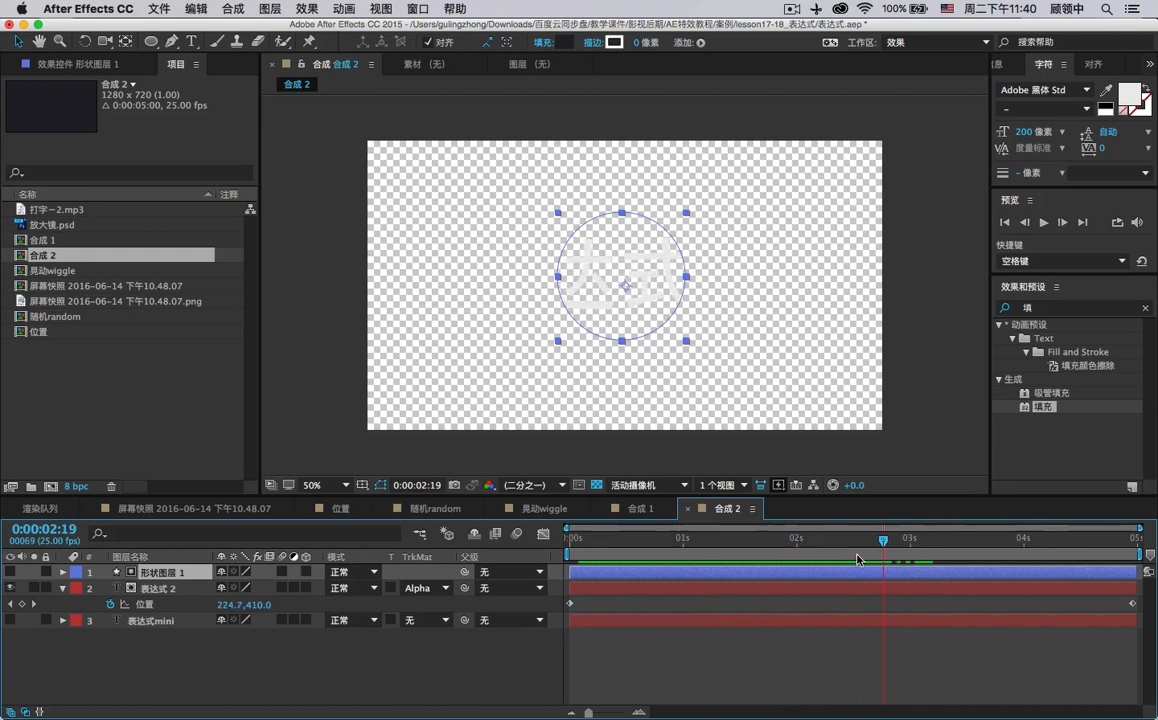 After Effects CC 文件 编辑 合成 图层 效果 动画 视图 窗口 帮助 100% 周二下午11:40 顾领中
Adobe After Effects CC 2015 - /Users/gulingzhong/Downloads/百度云同步盘/教学课件/影视后期/AE特效教程/案例/lesson17-18_表达式/表达式.aep *
对齐 填充: 描边: 0 像素 添加: 工作区: 效果 搜索帮助
效果控件 形状图层 1 项目
合成 合成 2 素材 (无) 图层 (无)
合成 2
合成 2▼
1280 x 720 (1.00)
Δ 0:00:05:00, 25.00 fps
名称 注释
打字－2.mp3
放大镜.psd
合成 1
合成 2
晃动wiggle
屏幕快照 2016-06-14 下午10.48.07
屏幕快照 2016-06-14 下午10.48.07.png
随机random
位置
8 bpc
50% 0:00:02:19 (二分之一) 活动摄像机 1 个视图 +0.0
息 字符 对齐
Adobe 黑体 Std
-
200 像素 自动
度量标准 0
- 像素
预览
快捷键
空格键
效果和预设
填
* 动画预设
Text
Fill and Stroke
填充颜色擦除
生成
吸管填充
填充
渲染队列 屏幕快照 2016-06-14 下午10.48.07 位置 随机random 晃动wiggle 合成 1 合成 2
0:00:02:19
00069 (25.00 fps)
:00s 01s 02s 03s 04s 05s
# 图层名称 模式 T TrkMat 父级
1 形状图层 1 正常 无
2 表达式 2 正常 Alpha 无
位置 224.7,410.0
3 表达式mini 正常 无 无